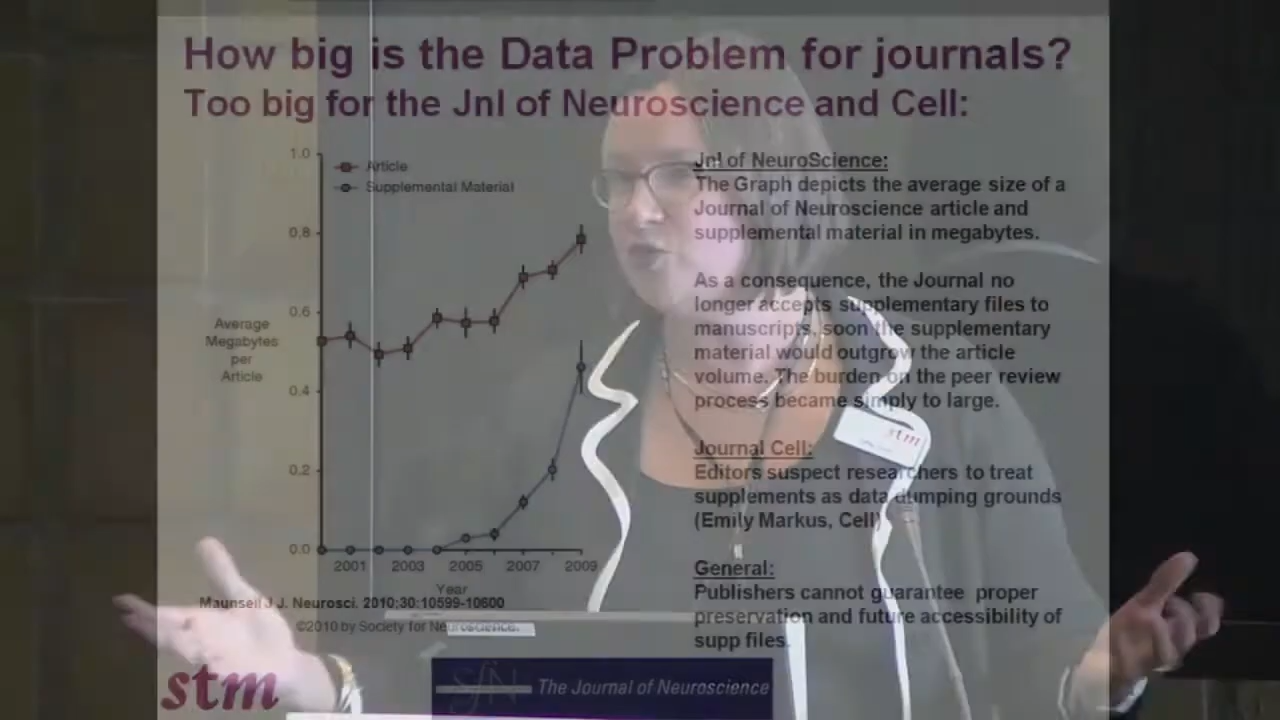 How big is the Data Problem for journals?
Too big for the Jnl of Neuroscience and Cell:
1.0
Article
Supplemental Material
0.8
0.6
Average
Megabytes
per
Article
0.4
0.2
0.0
2001 2003 2005 2007 2009
Year
Maunsell J J. Neurosci. 2010;30:10599-10600
©2010 by Society for Neuroscience.
Jnl of NeuroScience:
The Graph depicts the average size of a
Journal of Neuroscience article and
supplemental material in megabytes.
As a consequence, the Journal no
longer accepts supplementary files to
manuscripts, soon the supplementary
material would outgrow the article
volume. The burden on the peer review
process became simply to large.
Journal Cell:
Editors suspect researchers to treat
supplements as data dumping grounds
(Emily Markus, Cell)
General:
Publishers cannot guarantee proper
preservation and future accessibility of
supp files.
stm
stm
SfN The Journal of Neuroscience